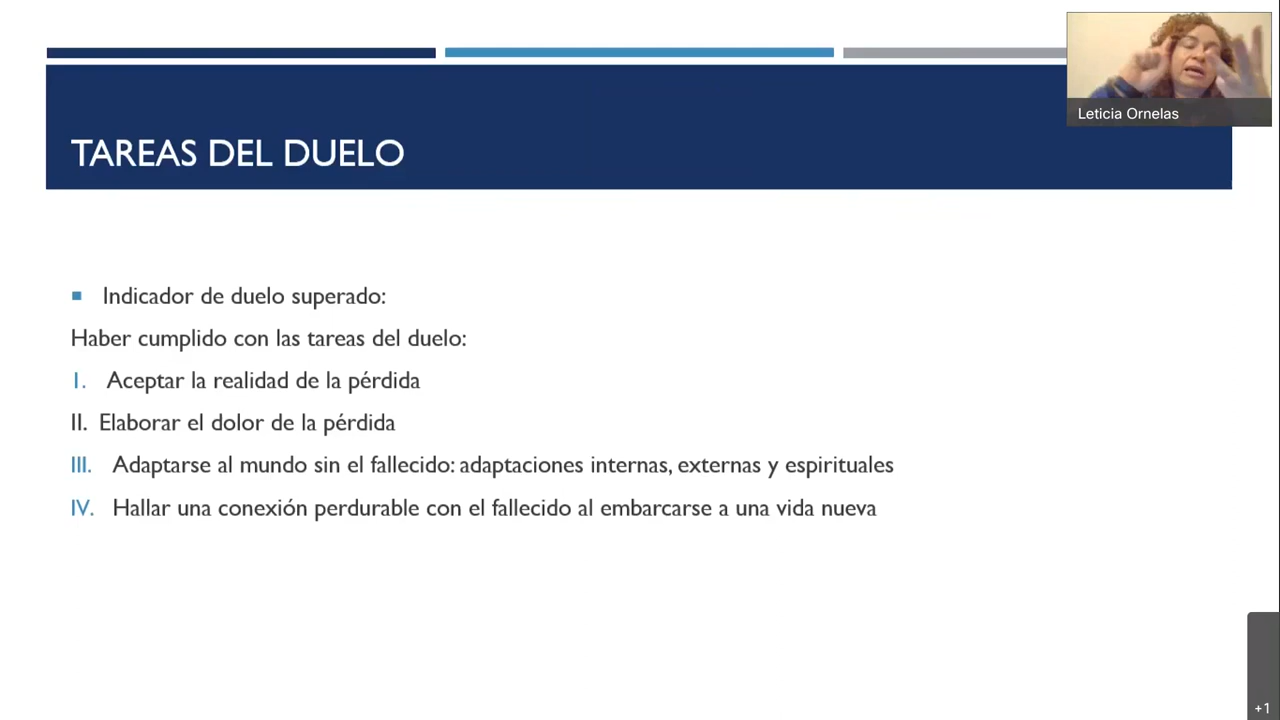 Leticia Ornelas
TAREAS DEL DUELO
Indicador de duelo superado:
Haber cumplido con las tareas del duelo:
I. Aceptar la realidad de la pérdida
II. Elaborar el dolor de la pérdida
III. Adaptarse al mundo sin el fallecido: adaptaciones internas, externas y espirituales
IV. Hallar una conexión perdurable con el fallecido al embarcarse a una vida nueva
+1